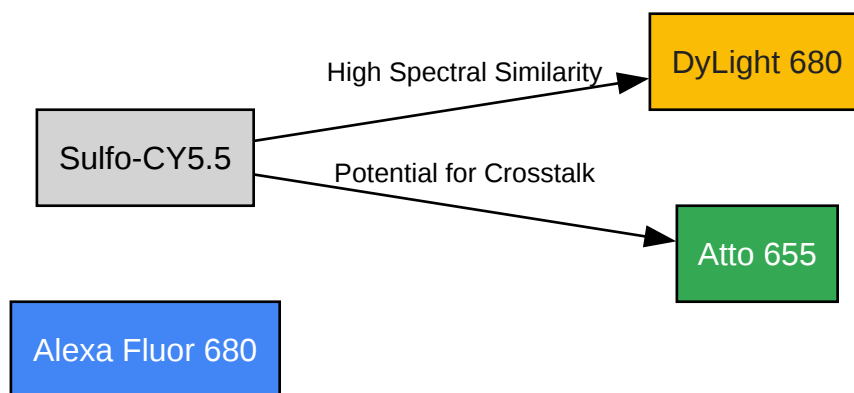 DyLight 680
High Spectral Similarity
Sulfo-CY5.5
Potential for Crosstalk
Atto 655
Alexa Fluor 680